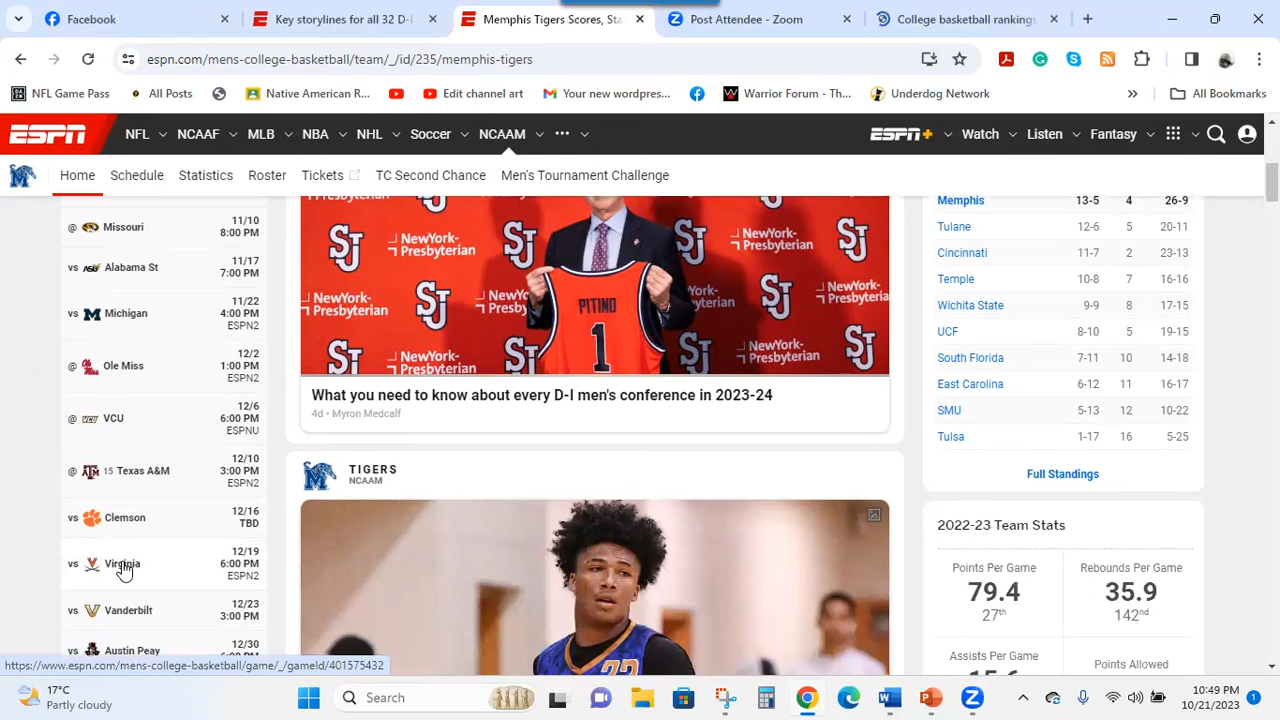 Facebook
Key storylines for all 32 D-I
Memphis Tigers Scores, Sta
Post Attendee - Zoom
College basketball rankings
espn.com/mens-college-basketball/team/_/id/235/memphis-tigers
NFL Game Pass
All Posts
Native American R...
Edit channel art
Your new wordpres...
Warrior Forum - Th...
Underdog Network
All Bookmarks
ESPN
NFL
NCAAF
MLB
NBA
NHL
Soccer
NCAAM
ESPN+
Watch
Listen
Fantasy
Home
Schedule
Statistics
Roster
Tickets
TC Second Chance
Men's Tournament Challenge
@ Missouri 11/10 8:00 PM
vs Alabama St 11/17 7:00 PM
vs Michigan 11/22 4:00 PM ESPN2
@ Ole Miss 12/2 1:00 PM ESPN2
@ VCU 12/6 6:00 PM ESPNU
@ 15 Texas A&M 12/10 3:00 PM ESPN2
vs Clemson 12/16 TBD
vs Virginia 12/19 6:00 PM ESPN2
vs Vanderbilt 12/23 3:00 PM
Austin Peay 12/30
https://www.espn.com/mens-college-basketball/game/_/gameId/401575432
NewYork-Presbyterian
NewYork-Presbyterian
PITINO
1
What you need to know about every D-I men's conference in 2023-24
4d • Myron Medcalf
TIGERS
NCAAM
Memphis 13-5 4 26-9
Tulane 12-6 5 20-11
Cincinnati 11-7 2 23-13
Temple 10-8 7 16-16
Wichita State 9-9 8 17-15
UCF 8-10 5 19-15
South Florida 7-11 10 14-18
East Carolina 6-12 11 16-17
SMU 5-13 12 10-22
Tulsa 1-17 16 5-25
Full Standings
2022-23 Team Stats
Points Per Game
79.4
27th
Rebounds Per Game
35.9
142nd
Assists Per Game
Points Allowed
17°C
Partly cloudy
Search
10:49 PM
10/21/2023